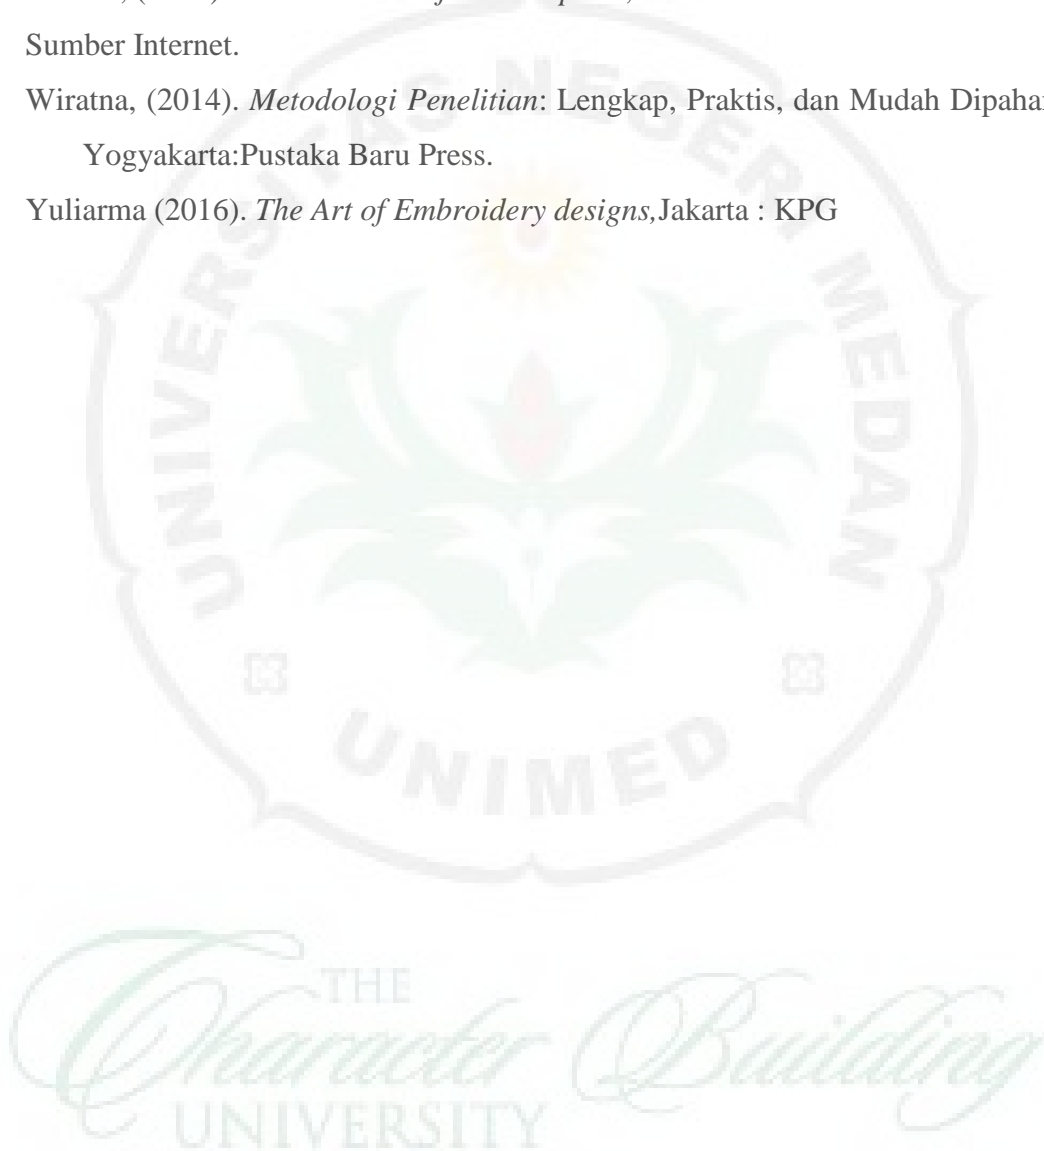 Sumber Internet.
Wiratna, (2014). Metodologi Penelitian: Lengkap, Praktis, dan Mudah
Yogyakarta:Pustaka Baru Press.
Yuliarma (2016). The Art of Embroidery designs,Jakarta : KPG
UNIVERSITAS NEGERI MEDAN
UNIMED
THE
Character Building
UNIVERSITY